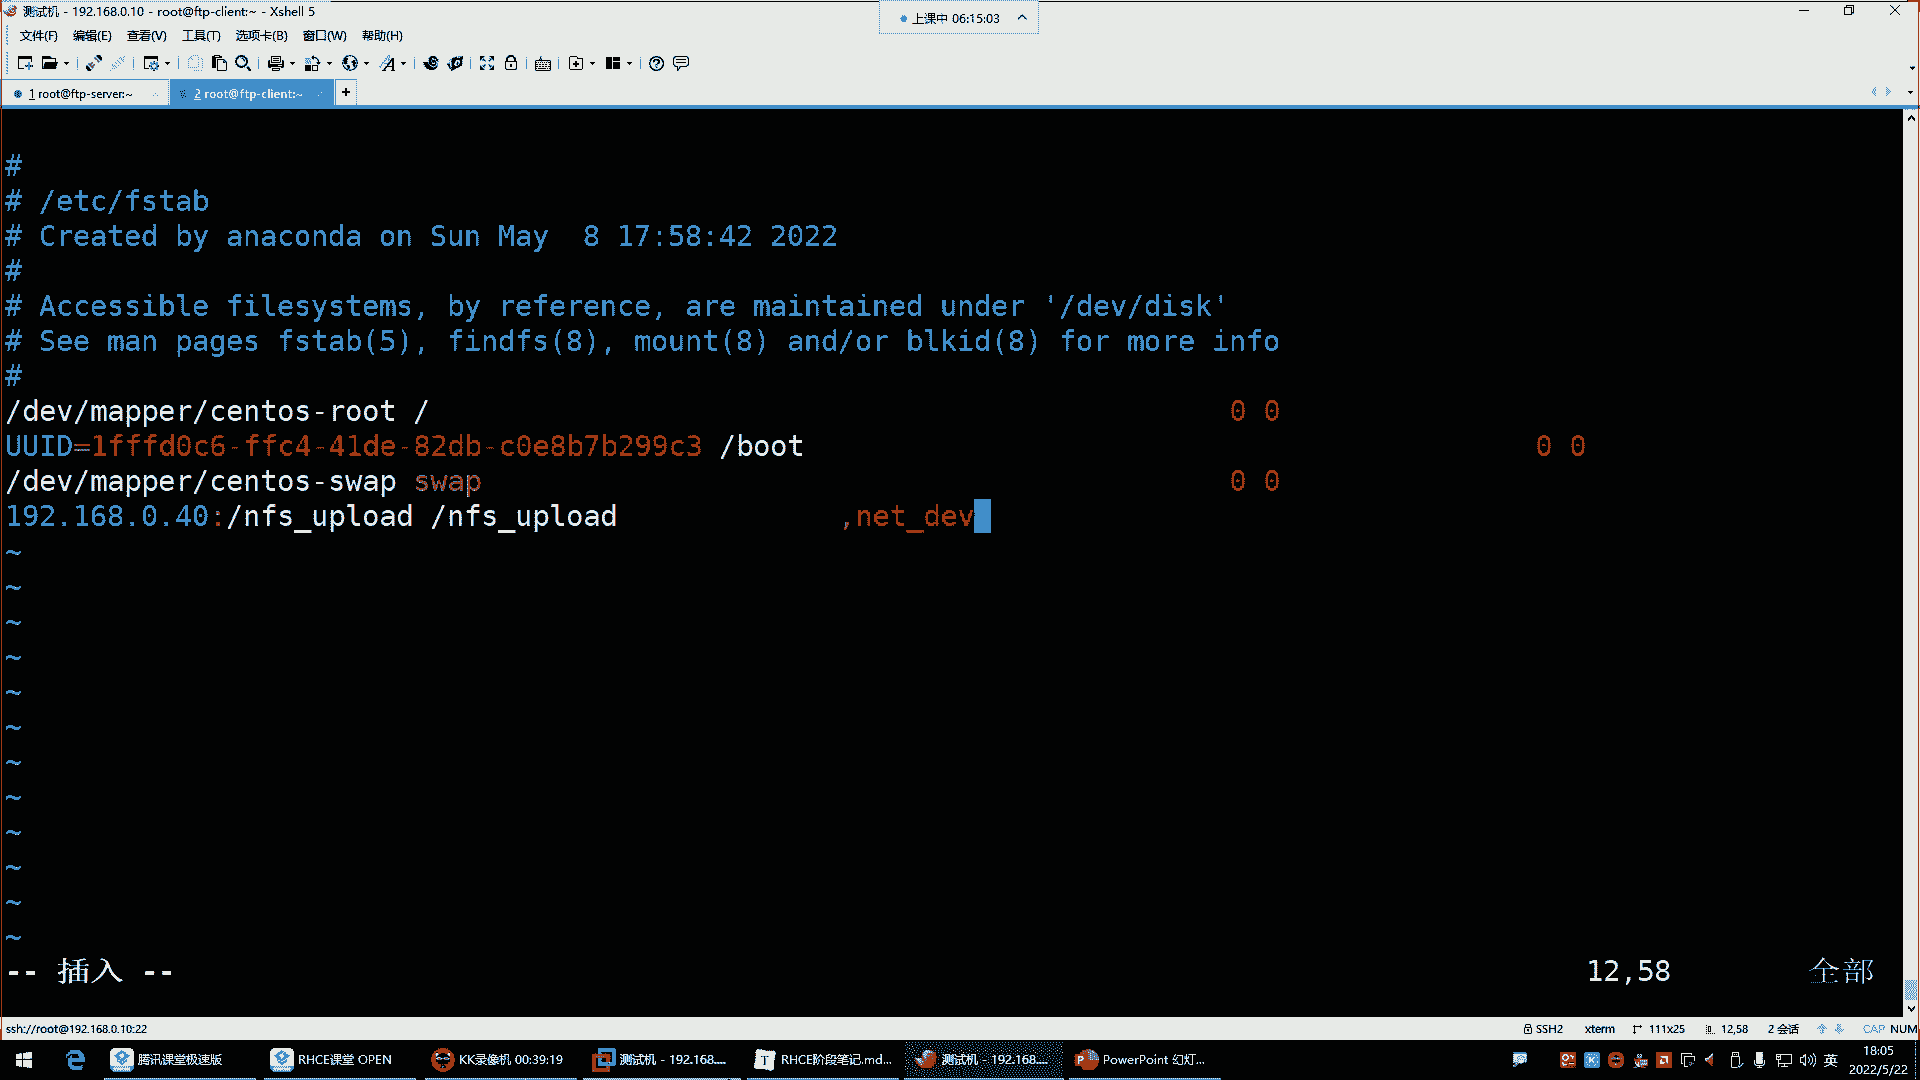 测试机 - 192.168.0.10 - root@ftp-client:~ - Xshell 5
上课中 06:15:03
文件(F) 编辑(E) 查看(V) 工具(T) 选项卡(B) 窗口(W) 帮助(H)
1 root@ftp-server:~
2 root@ftp-client:~
#
# /etc/fstab
# Created by anaconda on Sun May  8 17:58:42 2022
#
# Accessible filesystems, by reference, are maintained under '/dev/disk'
# See man pages fstab(5), findfs(8), mount(8) and/or blkid(8) for more info
#
/dev/mapper/centos-root / 0 0
UUID=1fffd0c6-ffc4-41de-82db-c0e8b7b299c3 /boot 0 0
/dev/mapper/centos-swap swap 0 0
192.168.0.40:/nfs_upload /nfs_upload ,net_dev
~
~
~
~
~
~
~
~
~
~
~
~
-- 插入 -- 12,58 全部
ssh://root@192.168.0.10:22 SSH2 xterm 111x25 12,58 2 会话 CAP NUM
腾讯课堂极速版 RHCE课堂 OPEN KK录像机 00:39:19 测试机 - 192.168.... RHCE阶段笔记.md... 测试机 - 192.168.... PowerPoint 幻灯... 英 18:05
2022/5/22